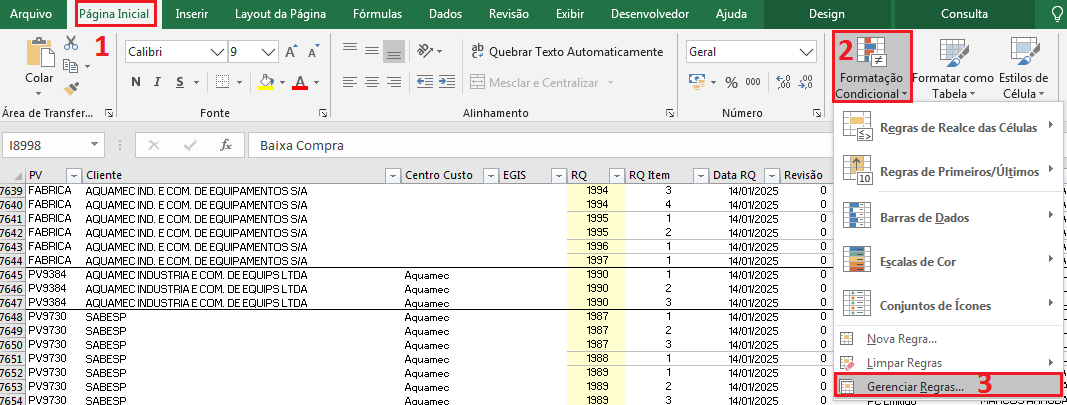 Arquivo Página Inicial Inserir Layout da Página Fórmulas Dados Revisão Exibir Desenvolvedor Ajuda Design Consulta
1
2
Colar
Calibri 9 A A
ab Quebrar Texto Automaticamente
Geral
N I S A
Mesclar e Centralizar
% 000 ,00 ,0
Formatação Condicional
Formatar como Tabela
Estilos de Célula
Área de Transfer...
Fonte
Alinhamento
Número
I8998 fx Baixa Compra
PV Cliente Centro Custo EGIS RQ RQ Item Data RQ Revisão
7639 FABRICA AQUAMEC IND. E COM. DE EQUIPAMENTOS S/A 1994 3 14/01/2025 0
7640 FABRICA AQUAMEC IND. E COM. DE EQUIPAMENTOS S/A 1994 4 14/01/2025 0
7641 FABRICA AQUAMEC IND. E COM. DE EQUIPAMENTOS S/A 1995 1 14/01/2025 0
7642 FABRICA AQUAMEC IND. E COM. DE EQUIPAMENTOS S/A 1995 2 14/01/2025 0
7643 FABRICA AQUAMEC IND. E COM. DE EQUIPAMENTOS S/A 1996 1 14/01/2025 0
7644 FABRICA AQUAMEC IND. E COM. DE EQUIPAMENTOS S/A 1997 1 14/01/2025 0
7645 PV9384 AQUAMEC INDUSTRIA E COM. DE EQUIPS LTDA Aquamec 1990 1 14/01/2025 0
7646 PV9384 AQUAMEC INDUSTRIA E COM. DE EQUIPS LTDA Aquamec 1990 2 14/01/2025 0
7647 PV9384 AQUAMEC INDUSTRIA E COM. DE EQUIPS LTDA Aquamec 1990 3 14/01/2025 0
7648 PV9730 SABESP Aquamec 1987 1 14/01/2025 0
7649 PV9730 SABESP Aquamec 1987 2 14/01/2025 0
7650 PV9730 SABESP Aquamec 1987 3 14/01/2025 0
7651 PV9730 SABESP Aquamec 1988 1 14/01/2025 0
7652 PV9730 SABESP Aquamec 1989 1 14/01/2025 0
7653 PV9730 SABESP Aquamec 1989 2 14/01/2025 0
7654 PV9730 SABESP Aquamec 1989 3 14/01/2025 0
Regras de Realce das Células
Regras de Primeiros/Últimos
10
Barras de Dados
Escalas de Cor
Conjuntos de Ícones
Nova Regra...
Limpar Regras
Gerenciar Regras... 3